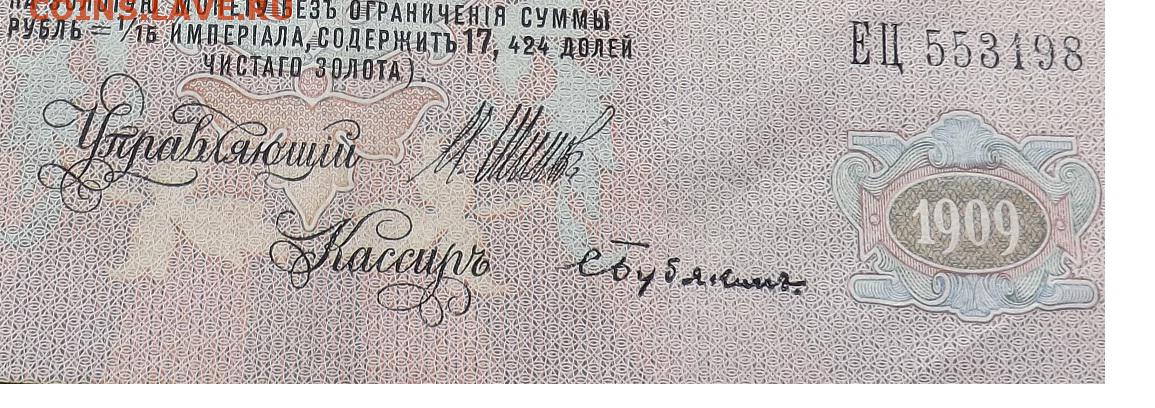 COINS.LAVE.RU
БЕЗЪ ОГРАНИЧЕНІЯ СУММЫ
РУБЛЬ = 1/15 ИМПЕРІАЛА, СОДЕРЖИТЪ 17, 424 ДОЛЕЙ
ЧИСТАГО ЗОЛОТА).
ЕЦ 553198
Управляющій
И. Шипов
1909
Кассиръ